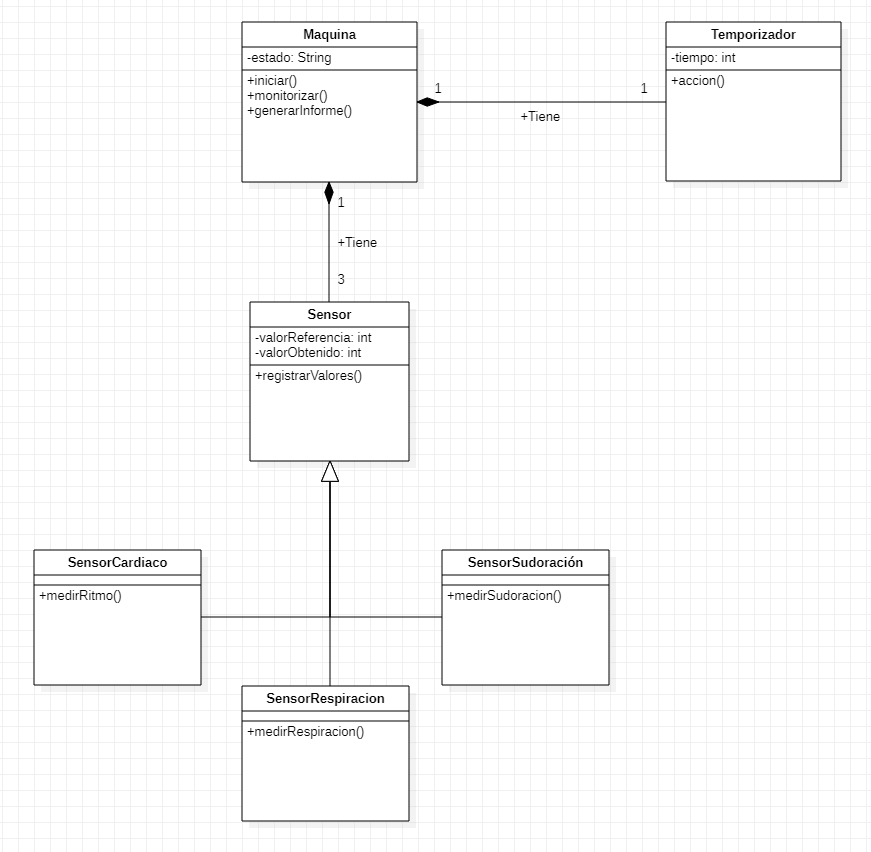 Maquina
-estado: String
+iniciar()
+monitorizar()
+generarInforme()
Temporizador
-tiempo: int
+accion()
1
1
+Tiene
1
+Tiene
3
Sensor
-valorReferencia: int
-valorObtenido: int
+registrarValores()
SensorCardiaco
+medirRitmo()
SensorSudoración
+medirSudoracion()
SensorRespiracion
+medirRespiracion()